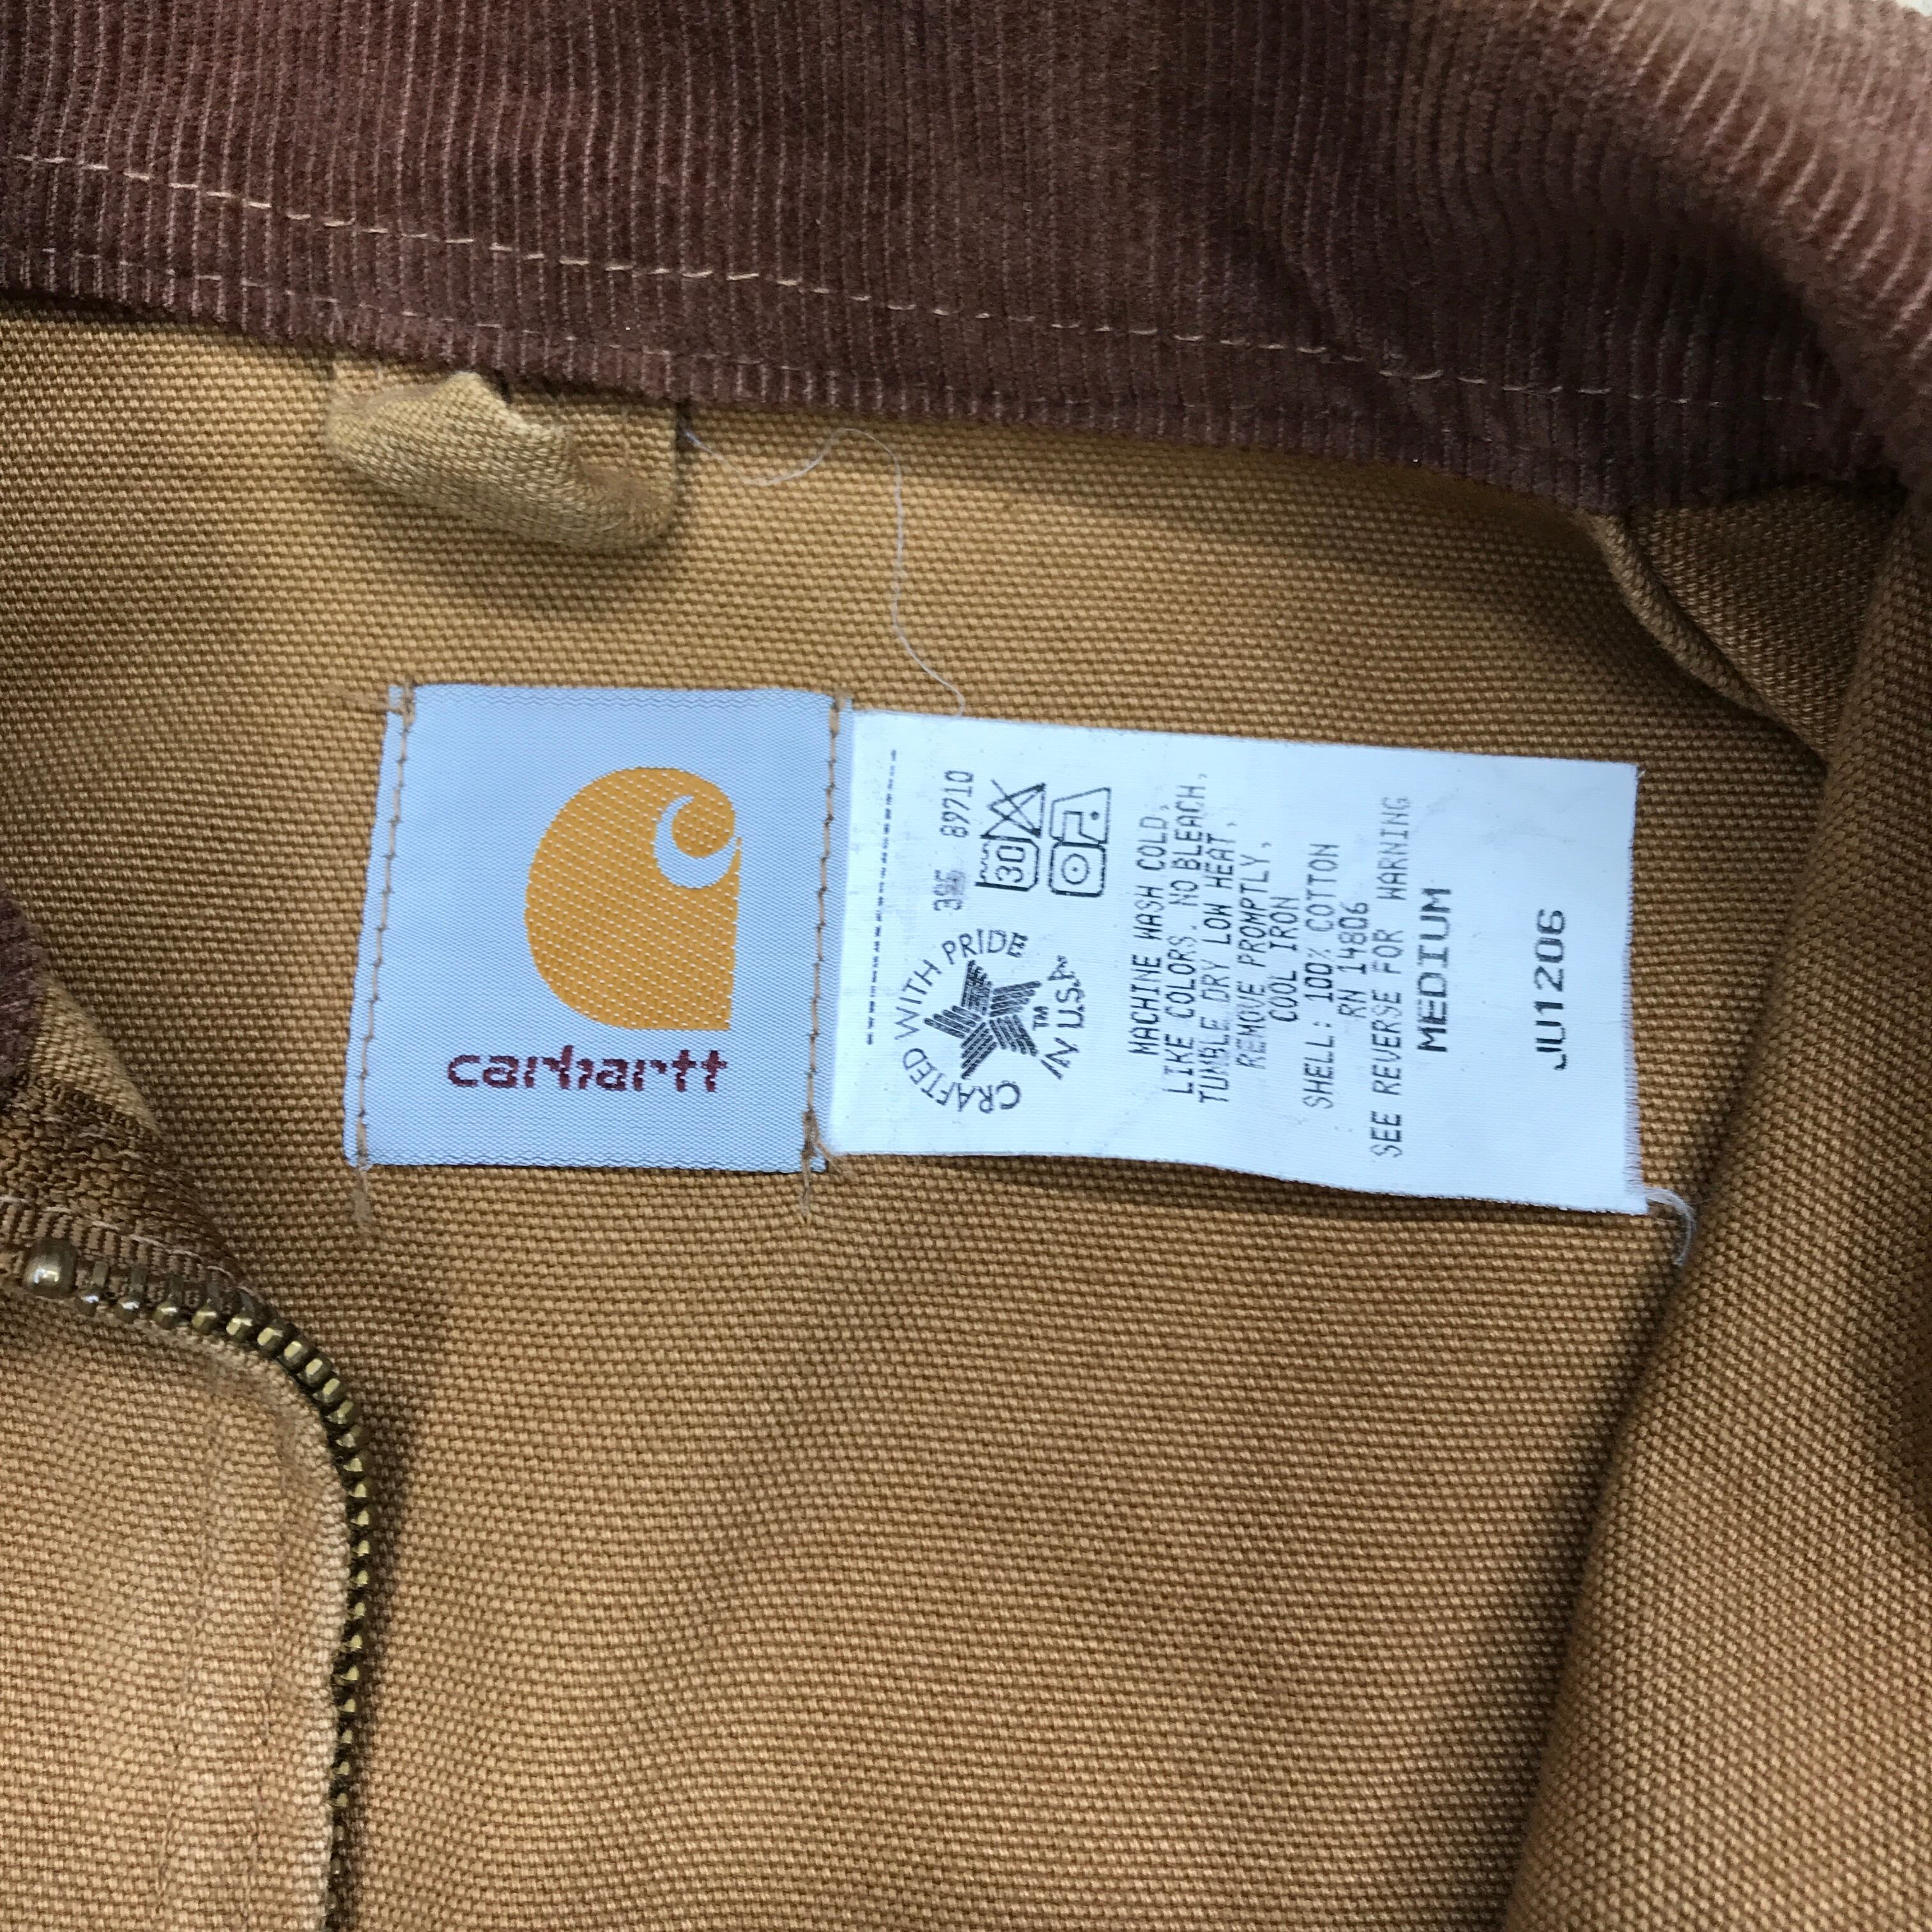 carhartt
89710
30
CRAFTED WITH PRIDE
IN U.S.A.
TM
MACHINE WASH COLD,
LIKE COLORS. NO BLEACH,
TUMBLE DRY LOW HEAT,
REMOVE PROMPTLY,
COOL IRON
SHELL: 100% COTTON
RN 14806
SEE REVERSE FOR WARNING
MEDIUM
JU1206